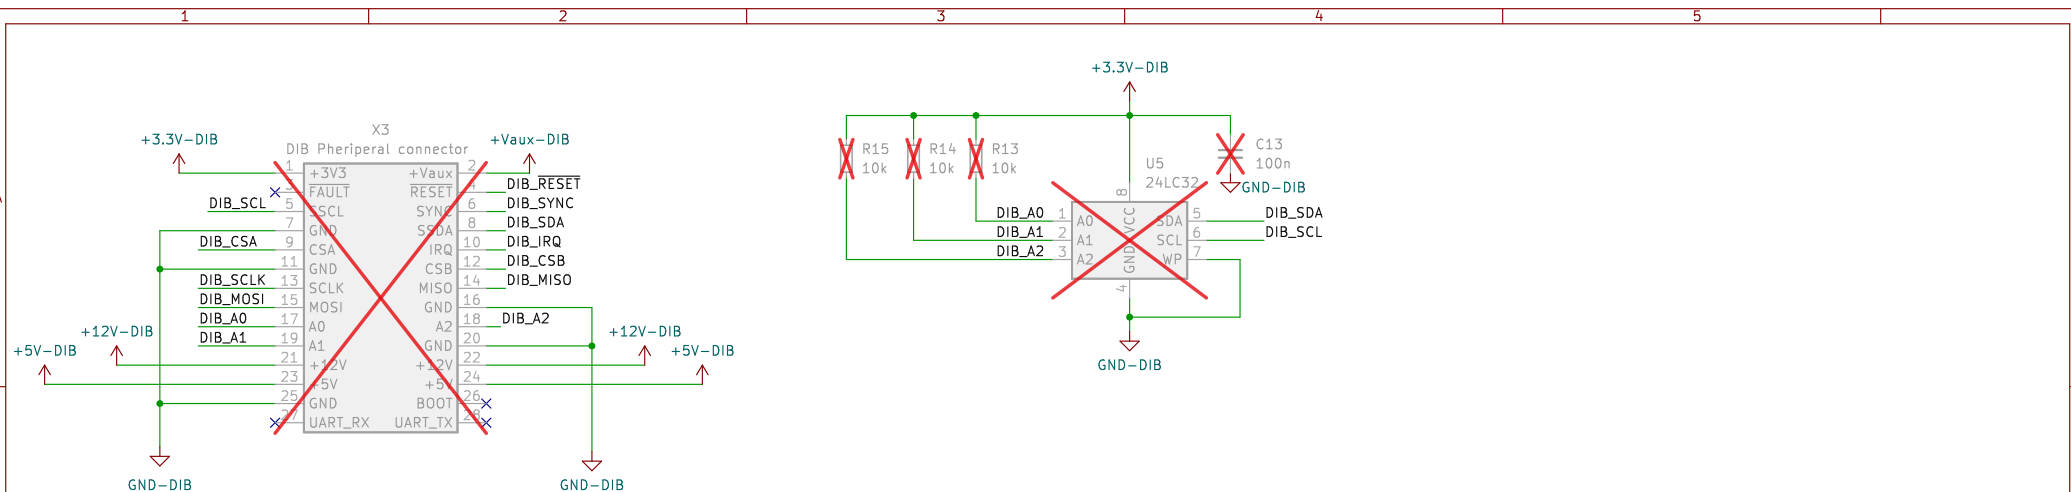 1 2 3 4 5
+3.3V-DIB
X3
+3.3V-DIB +Vaux-DIB
DIB Pheriperal connector
1 +3V3 +Vaux 2
3 FAULT RESET 4 DIB_RESET
DIB_SCL 5 SSCL SYNC 6 DIB_SYNC
7 GND SSDA 8 DIB_SDA
DIB_CSA 9 CSA IRQ 10 DIB_IRQ
11 GND CSB 12 DIB_CSB
DIB_SCLK 13 SCLK MISO 14 DIB_MISO
DIB_MOSI 15 MOSI GND 16
DIB_A0 17 A0 A2 18 DIB_A2
DIB_A1 19 A1 GND 20
+12V-DIB 21 +12V +12V 22 +12V-DIB
+5V-DIB 23 +5V +5V 24 +5V-DIB
25 GND BOOT 26
27 UART_RX UART_TX 28
GND-DIB GND-DIB
R15 R14 R13
10k 10k 10k
C13
100n
GND-DIB
U5
24LC32
8
VCC
DIB_A0 1 A0 SDA 5 DIB_SDA
DIB_A1 2 A1 SCL 6 DIB_SCL
DIB_A2 3 A2 WP 7
GND
4
GND-DIB